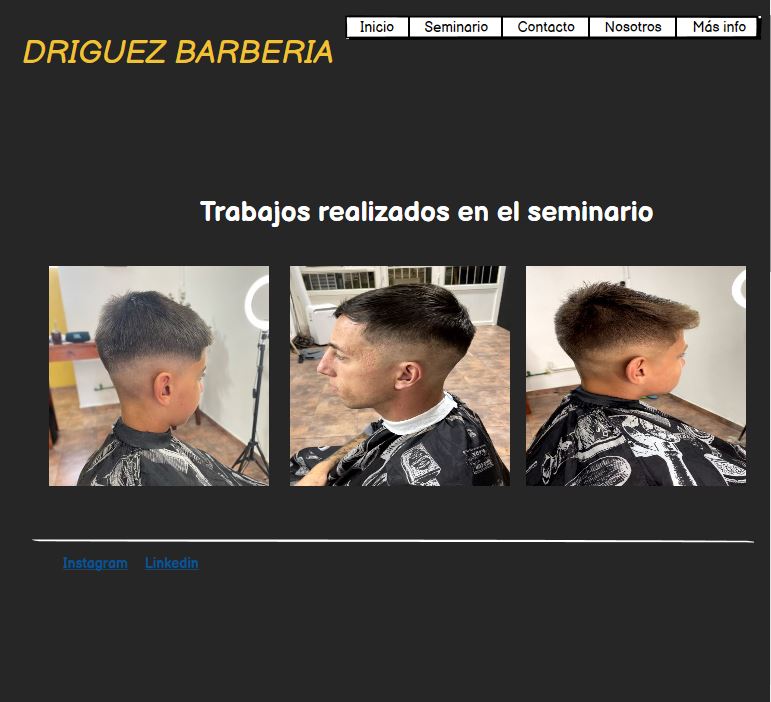 Inicio Seminario Contacto Nosotros Más info
DRIGUEZ BARBERIA
Trabajos realizados en el seminario
Instagram Linkedin